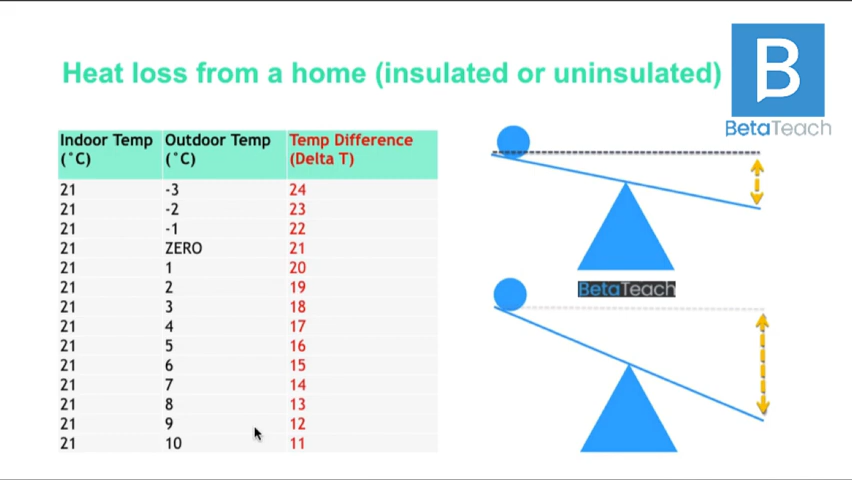 Heat loss from a home (insulated or uninsulated)
B
BetaTeach
Indoor Temp (˚C) Outdoor Temp (˚C) Temp Difference (Delta T)
21 -3 24
21 -2 23
21 -1 22
21 ZERO 21
21 1 20
21 2 19
21 3 18
21 4 17
21 5 16
21 6 15
21 7 14
21 8 13
21 9 12
21 10 11
BetaTeach